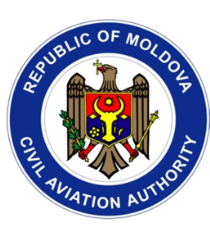 REPUBLIC OF MOLDOVA
CIVIL AVIATION AUTHORITY